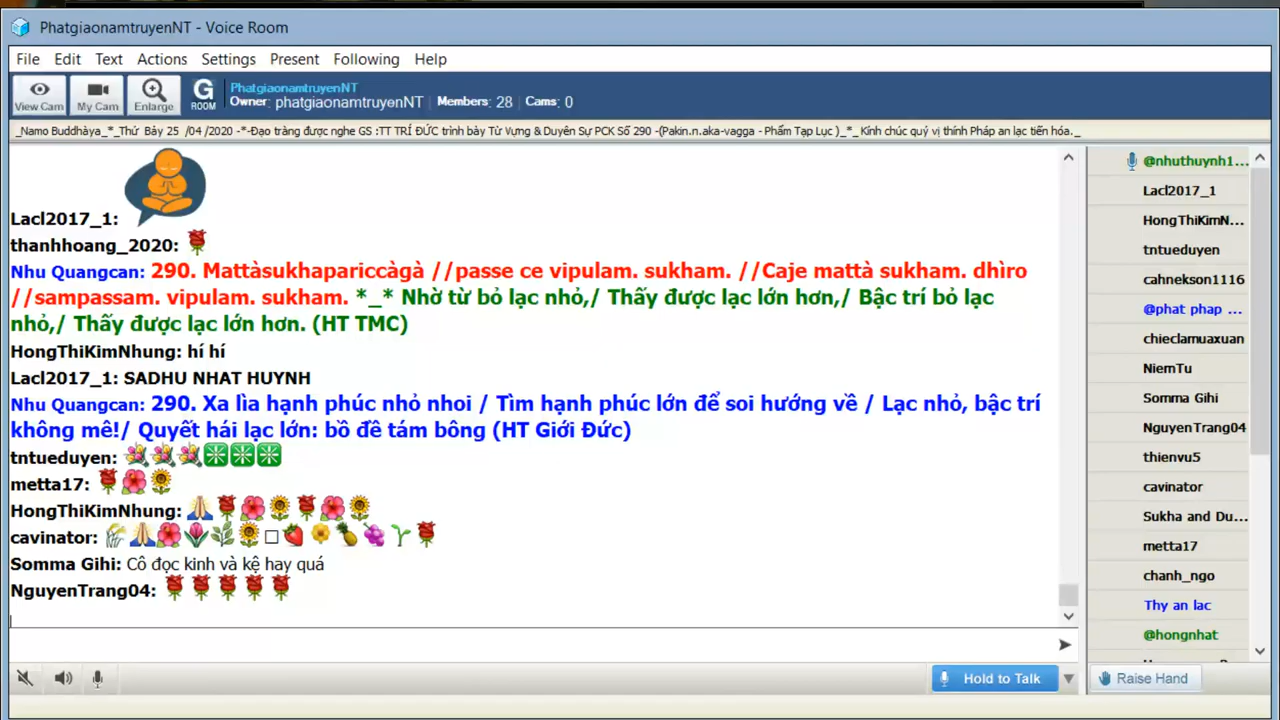 PhatgiaonamtruyenNT - Voice Room
File Edit Text Actions Settings Present Following Help
View Cam My Cam Enlarge G ROOM
PhatgiaonamtruyenNT
Owner: phatgiaonamtruyenNT Members: 28 Cams: 0
_Namo Buddhàya_*_Thứ Bảy 25 /04 /2020 -*-Đạo tràng được nghe GS :TT TRÍ ĐỨC trình bày Từ Vựng & Duyên Sự PCK Số 290 -(Pakin.n.aka-vagga - Phẩm Tạp Lục )_*_ Kính chúc quý vị thính Pháp an lạc tiến hóa._
Lacl2017_1:
thanhhoang_2020:
Nhu Quangcan: 290. Mattàsukhapariccàgà //passe ce vipulam. sukham. //Caje mattà sukham. dhìro
//sampassam. vipulam. sukham. *_* Nhờ từ bỏ lạc nhỏ,/ Thấy được lạc lớn hơn,/ Bậc trí bỏ lạc
nhỏ,/ Thấy được lạc lớn hơn. (HT TMC)
HongThiKimNhung: hí hí
Lacl2017_1: SADHU NHAT HUYNH
Nhu Quangcan: 290. Xa lìa hạnh phúc nhỏ nhoi / Tìm hạnh phúc lớn để soi hướng về / Lạc nhỏ, bậc trí
không mê!/ Quyết hái lạc lớn: bồ đề tám bông (HT Giới Đức)
tntueduyen:
metta17:
HongThiKimNhung:
cavinator:
Somma Gihi: Cô đọc kinh và kệ hay quá
NguyenTrang04:
@nhuthuynh1...
Lacl2017_1
HongThiKimN...
tntueduyen
cahnekson1116
@phat phap ...
chieclamuaxuan
NiemTu
Somma Gihi
NguyenTrang04
thienvu5
cavinator
Sukha and Du...
metta17
chanh_ngo
Thy an lac
@hongnhat
Hold to Talk
Raise Hand